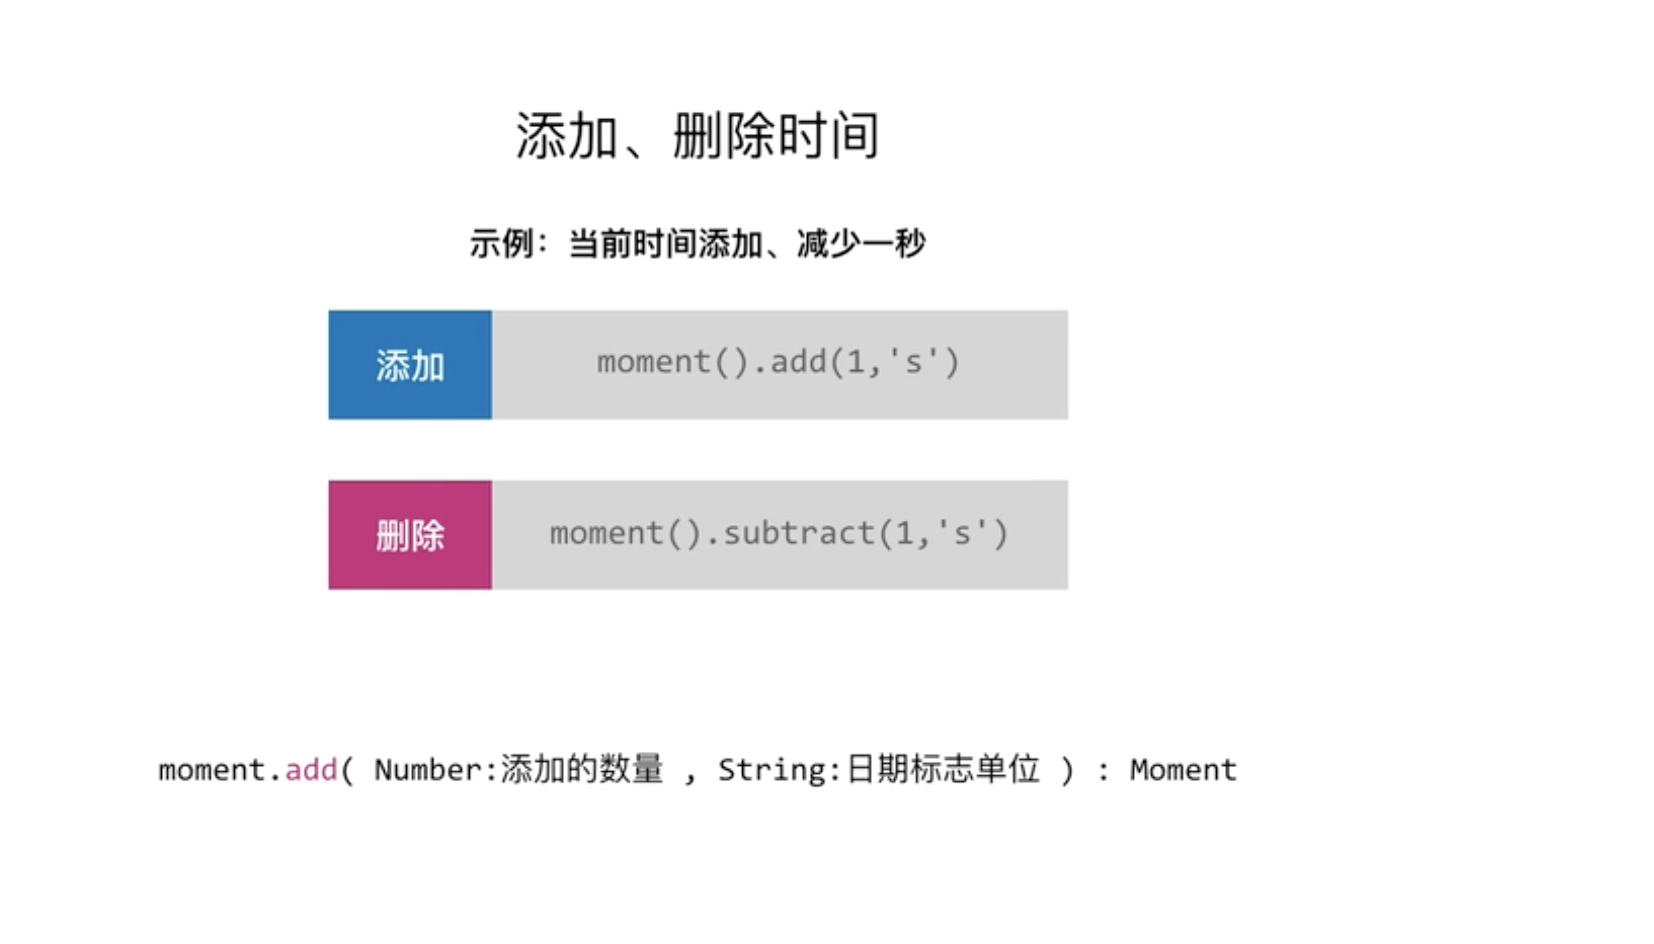 添加、删除时间
示例：当前时间添加、减少一秒
添加
moment().add(1,'s')
删除
moment().subtract(1,'s')
moment.add( Number:添加的数量 , String:日期标志单位 ) : Moment